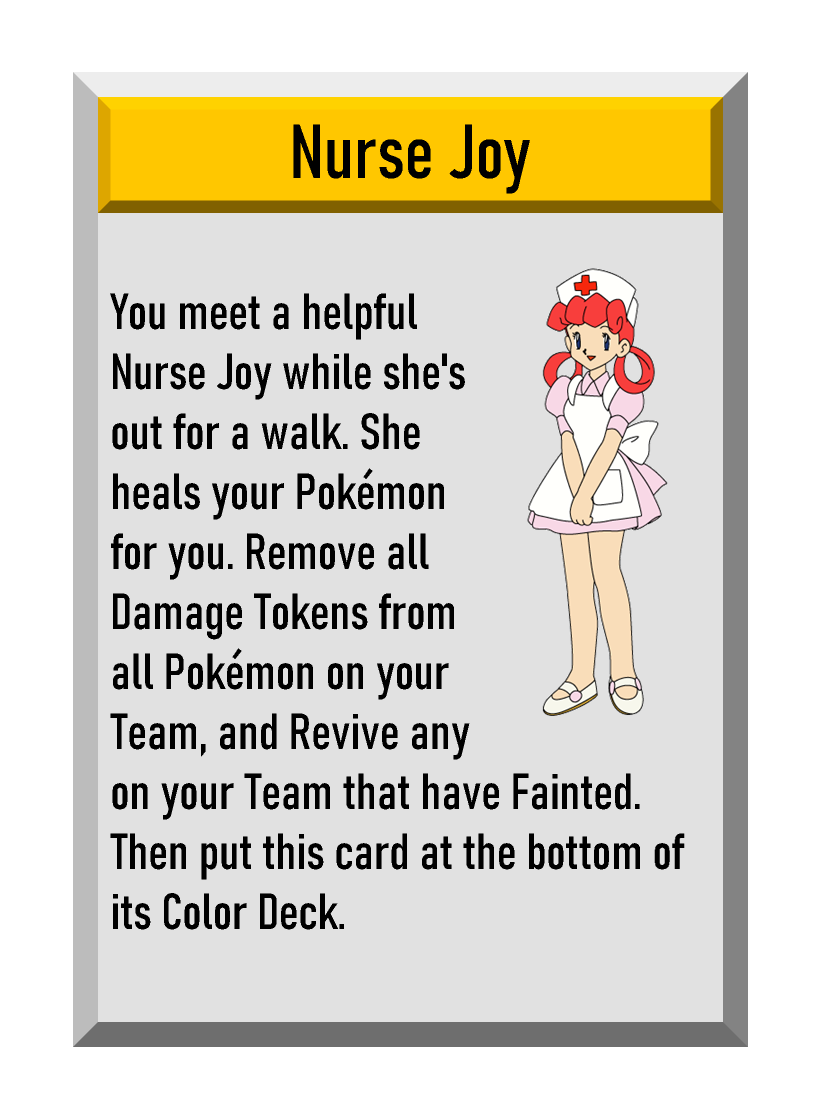 Nurse Joy
You meet a helpful
Nurse Joy while she's
out for a walk. She
heals your Pokémon
for you. Remove all
Damage Tokens from
all Pokémon on your
Team, and Revive any
on your Team that have Fainted.
Then put this card at the bottom of
its Color Deck.